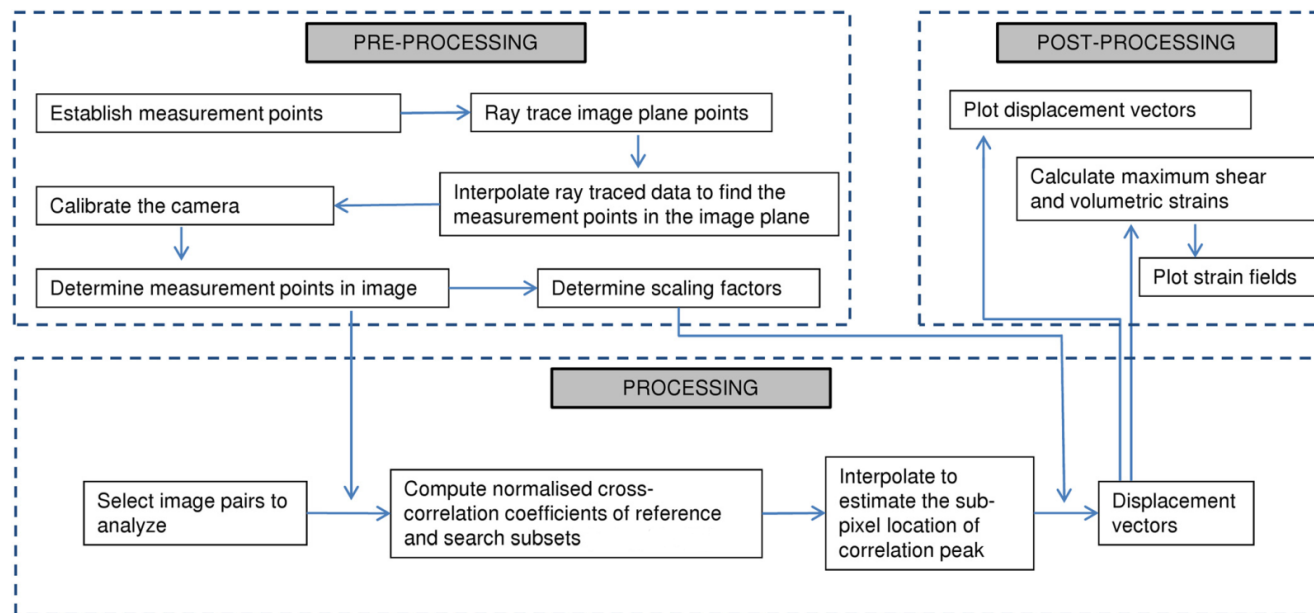 PRE-PROCESSING
Establish measurement points
Ray trace image plane points
Interpolate ray traced data to find the
measurement points in the image plane
Calibrate the camera
Determine measurement points in image
Determine scaling factors
POST-PROCESSING
Plot displacement vectors
Calculate maximum shear
and volumetric strains
Plot strain fields
PROCESSING
Select image pairs to
analyze
Compute normalised cross-
correlation coefficients of reference
and search subsets
Interpolate to
estimate the sub-
pixel location of
correlation peak
Displacement
vectors